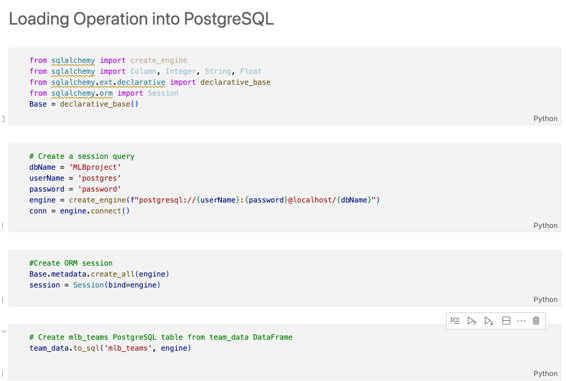 Loading Operation into PostgreSQL
from sqlalchemy import create_engine
from sqlalchemy import Column, Integer, String, Float
from sqlalchemy.ext.declarative import declarative_base
from sqlalchemy.orm import Session
Base = declarative_base()
Python
# Create a session query
dbName = 'MLBproject'
userName = 'postgres'
password = 'password'
engine = create_engine(f"postgresql://{userName}:{password}@localhost/{dbName}")
conn = engine.connect()
Python
#Create ORM session
Base.metadata.create_all(engine)
session = Session(bind=engine)
Python
# Create mlb_teams PostgreSQL table from team_data DataFrame
team_data.to_sql('mlb_teams', engine)
Python